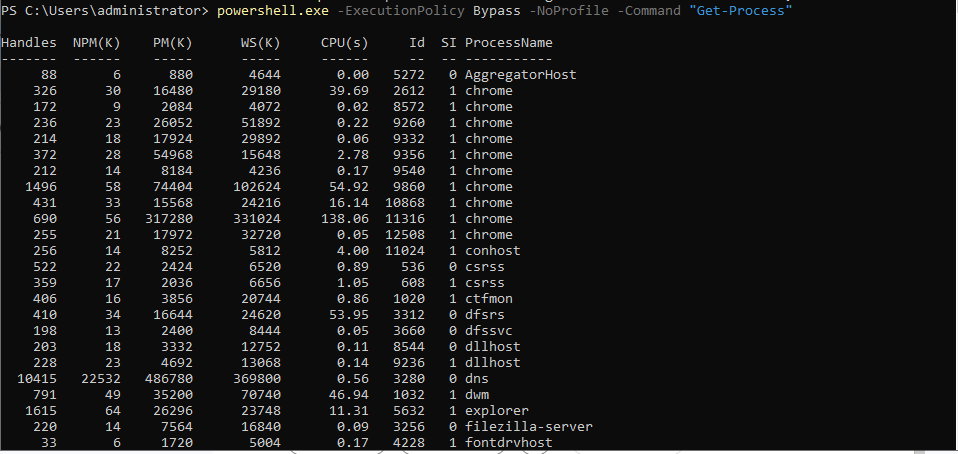 PS C:\Users\administrator> powershell.exe -ExecutionPolicy Bypass -NoProfile -Command "Get-Process"
Handles NPM(K) PM(K) WS(K) CPU(s) Id SI ProcessName
------- ------ ----- ----- ------ -- -- -----------
88 6 880 4644 0.00 5272 0 AggregatorHost
326 30 16480 29180 39.69 2612 1 chrome
172 9 2084 4072 0.02 8572 1 chrome
236 23 26052 51892 0.22 9260 1 chrome
214 18 17924 29892 0.06 9332 1 chrome
372 28 54968 15648 2.78 9356 1 chrome
212 14 8184 4236 0.17 9540 1 chrome
1496 58 74404 102624 54.92 9860 1 chrome
431 33 15568 24216 16.14 10868 1 chrome
690 56 317280 331024 138.06 11316 1 chrome
255 21 17972 32720 0.05 12508 1 chrome
256 14 8252 5812 4.00 11024 1 conhost
522 22 2424 6520 0.89 536 0 csrss
359 17 2036 6656 1.05 608 1 csrss
406 16 3856 20744 0.86 1020 1 ctfmon
410 34 16644 24620 53.95 3312 0 dfsrs
198 13 2400 8444 0.05 3660 0 dfssvc
203 18 3332 12752 0.11 8544 0 dllhost
228 23 4692 13068 0.14 9236 1 dllhost
10415 22532 486780 369800 0.56 3280 0 dns
791 49 35200 70740 46.94 1032 1 dwm
1615 64 26296 23748 11.31 5632 1 explorer
220 14 7564 16840 0.09 3256 0 filezilla-server
33 6 1720 5004 0.17 4228 1 fontdrvhost